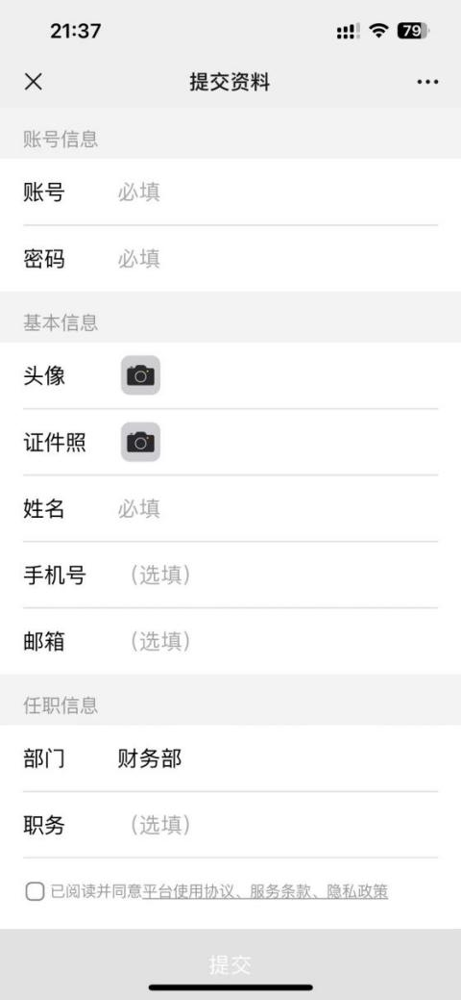 21:37
79
提交资料
账号信息
账号 必填
密码 必填
基本信息
头像
证件照
姓名 必填
手机号 （选填）
邮箱 （选填）
任职信息
部门 财务部
职务 （选填）
已阅读并同意平台使用协议、服务条款、隐私政策
提交